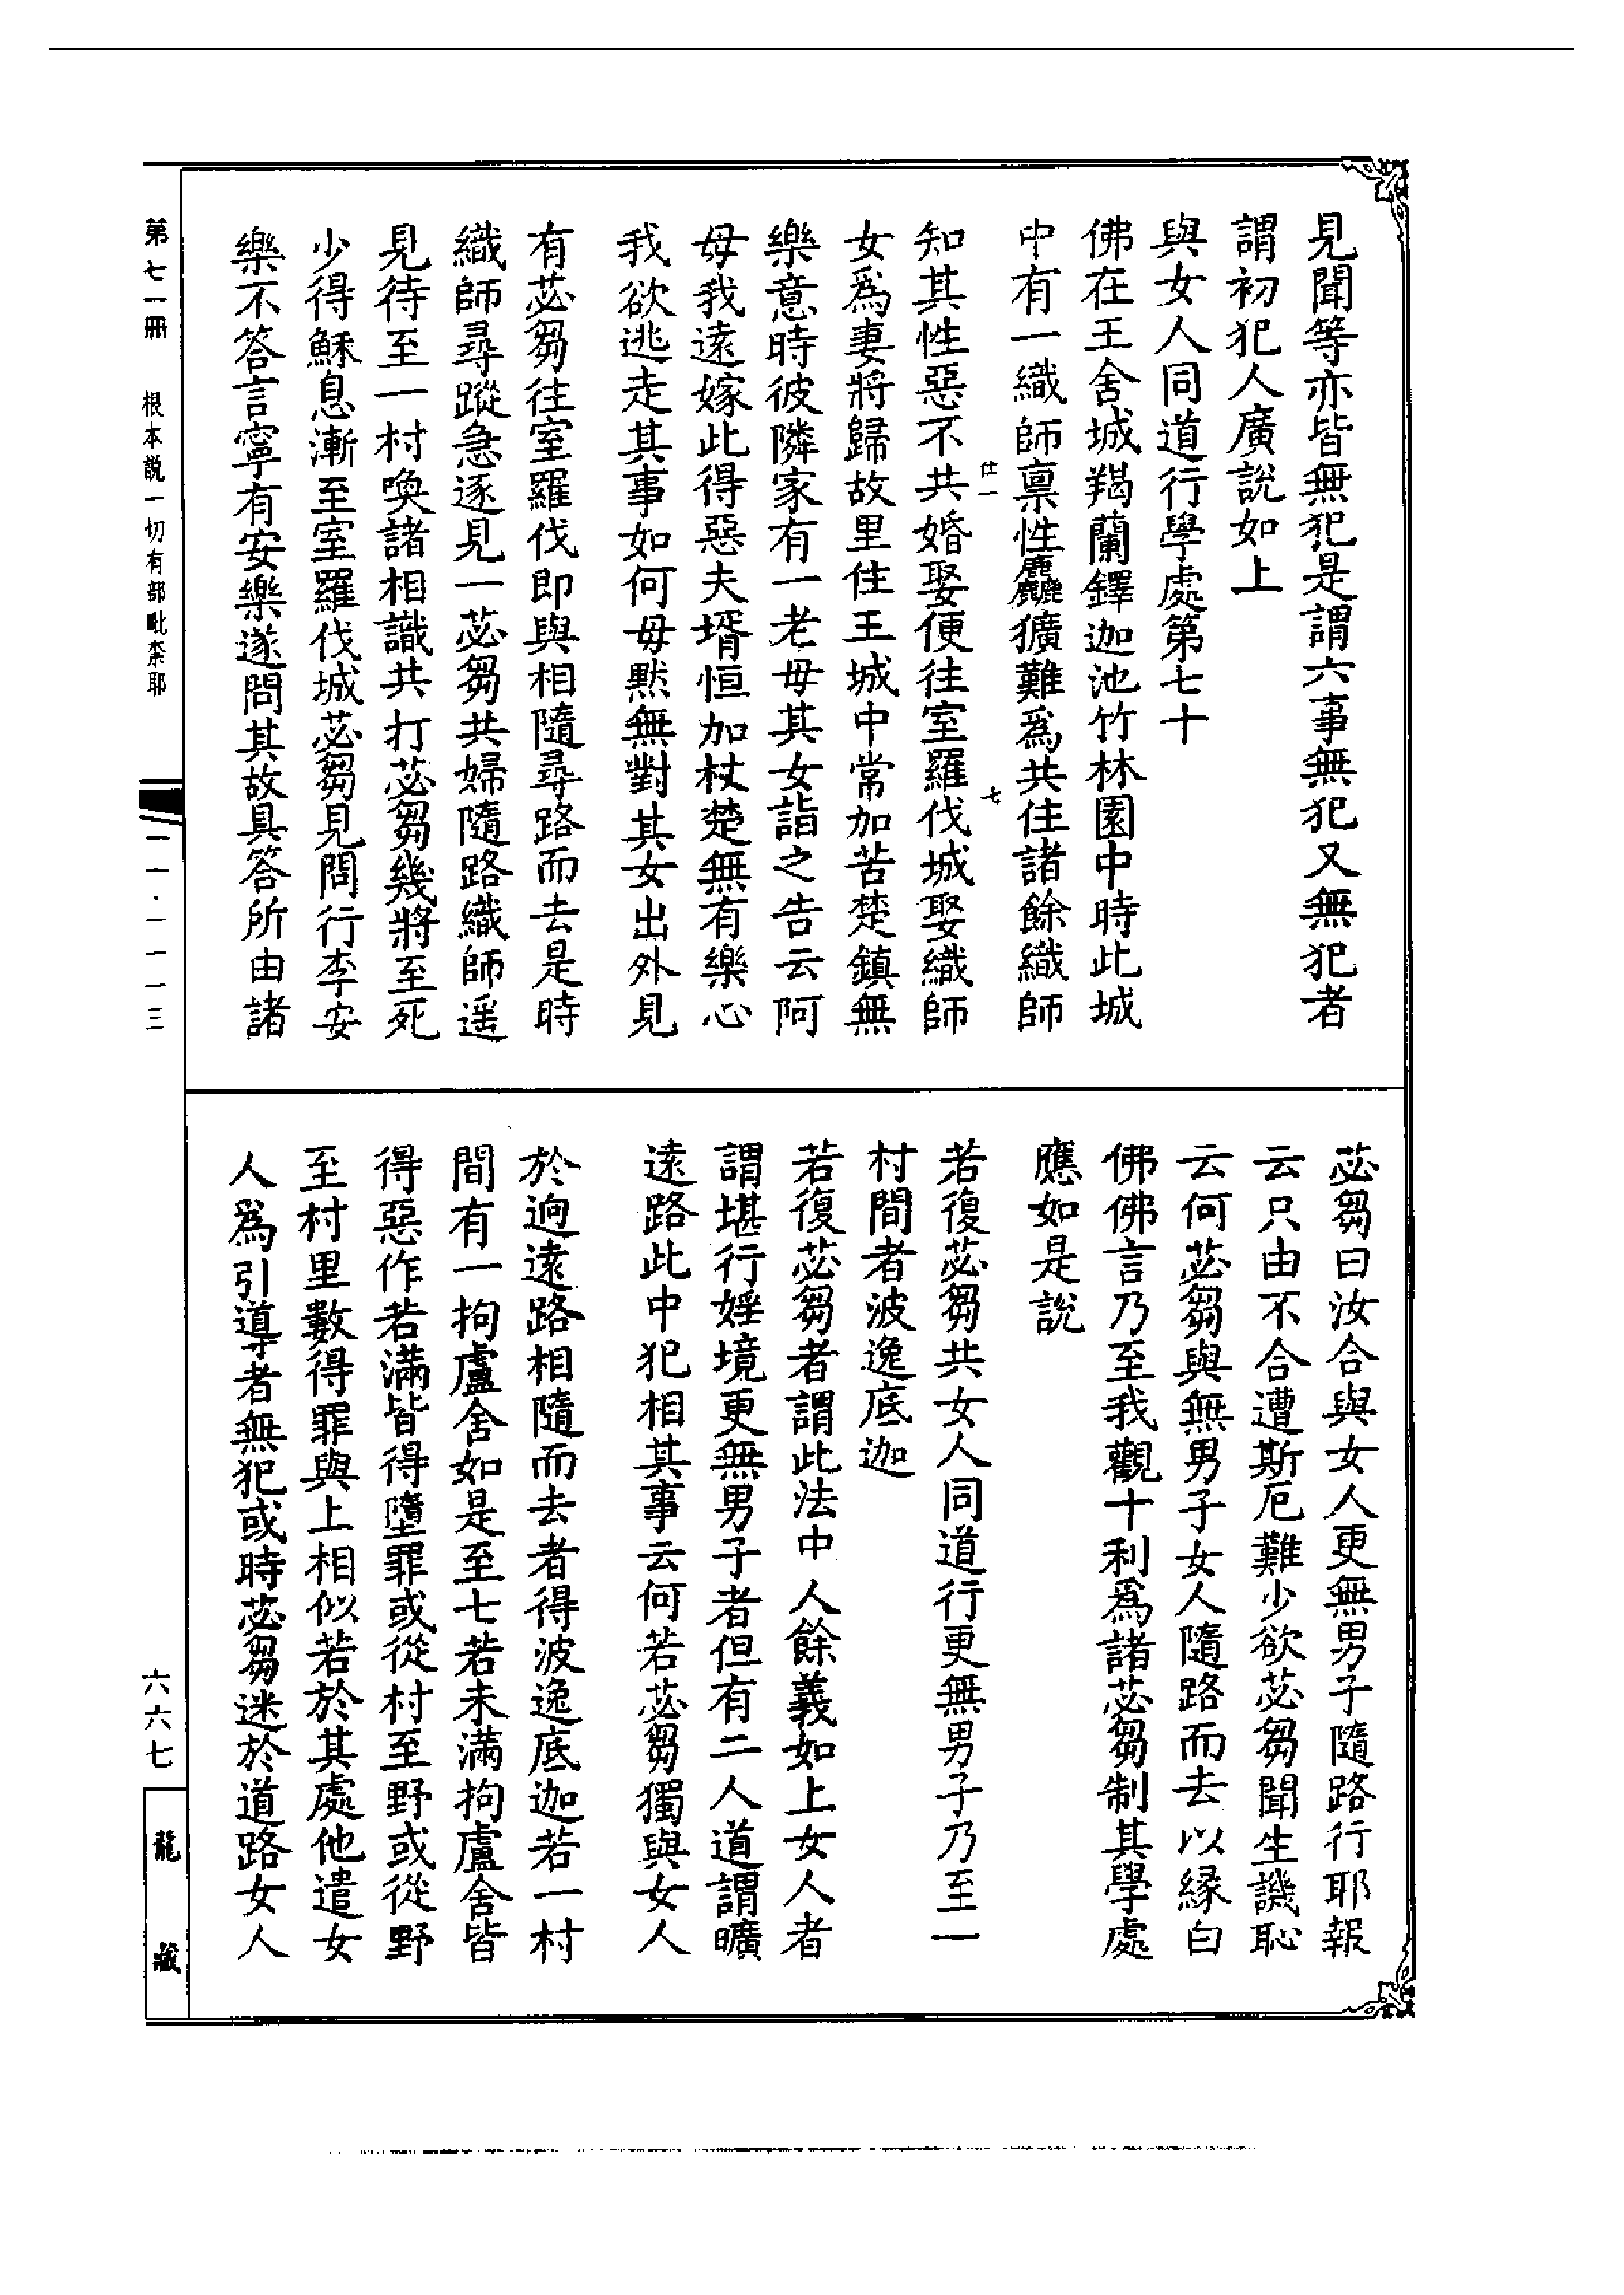 見聞等亦皆無犯是謂六事無犯又無犯者
謂初犯人廣說如上
與女人同道行學處第七十
佛在王舍城羯蘭鐸迦池竹林園中時此城
中有一織師禀性麤獷難為共住諸餘織師
仕一
七
知其性惡不共婚娶便往室羅伐城娶織師
女為妻將歸故里住王城中常加苦楚鎮無
樂意時彼隣家有一老母其女詣之告云阿
母我遠嫁此得惡夫壻恒加杖楚無有樂心
我欲逃走其事如何母默無對其女出外見
有苾芻往室羅伐即與相隨尋路而去是時
織師尋蹤急逐見一苾芻共婦隨路織師遥
見待至一村喚諸相識共打苾芻幾將至死
少得穌息漸至室羅伐城苾芻見問行李安
樂不答言寧有安樂遂問其故具答所由諸
苾芻曰汝合與女人更無男子隨路行耶報
云只由不合遭斯厄難少欲苾芻聞生譏恥
云何苾芻與無男子女人隨路而去以緣白
佛佛言乃至我觀十利為諸苾芻制其學處
應如是說
若復苾芻共女人同道行更無男子乃至一
村間者波逸底迦
若復苾芻者謂此法中人餘義如上女人者
謂堪行婬境更無男子者但有二人道謂曠
遠路此中犯相其事云何若苾芻獨與女人
於逈遠路相隨而去者得波逸底迦若一村
間有一拘盧舍如是至七若未滿拘盧舍皆
得惡作若滿皆得墮罪或從村至野或從野
至村里數得罪與上相似若於其處他遣女
人為引導者無犯或時苾芻迷於道路女人
第七一冊 根本說一切有部毗柰耶
一一·一一一三
六六七
龍藏